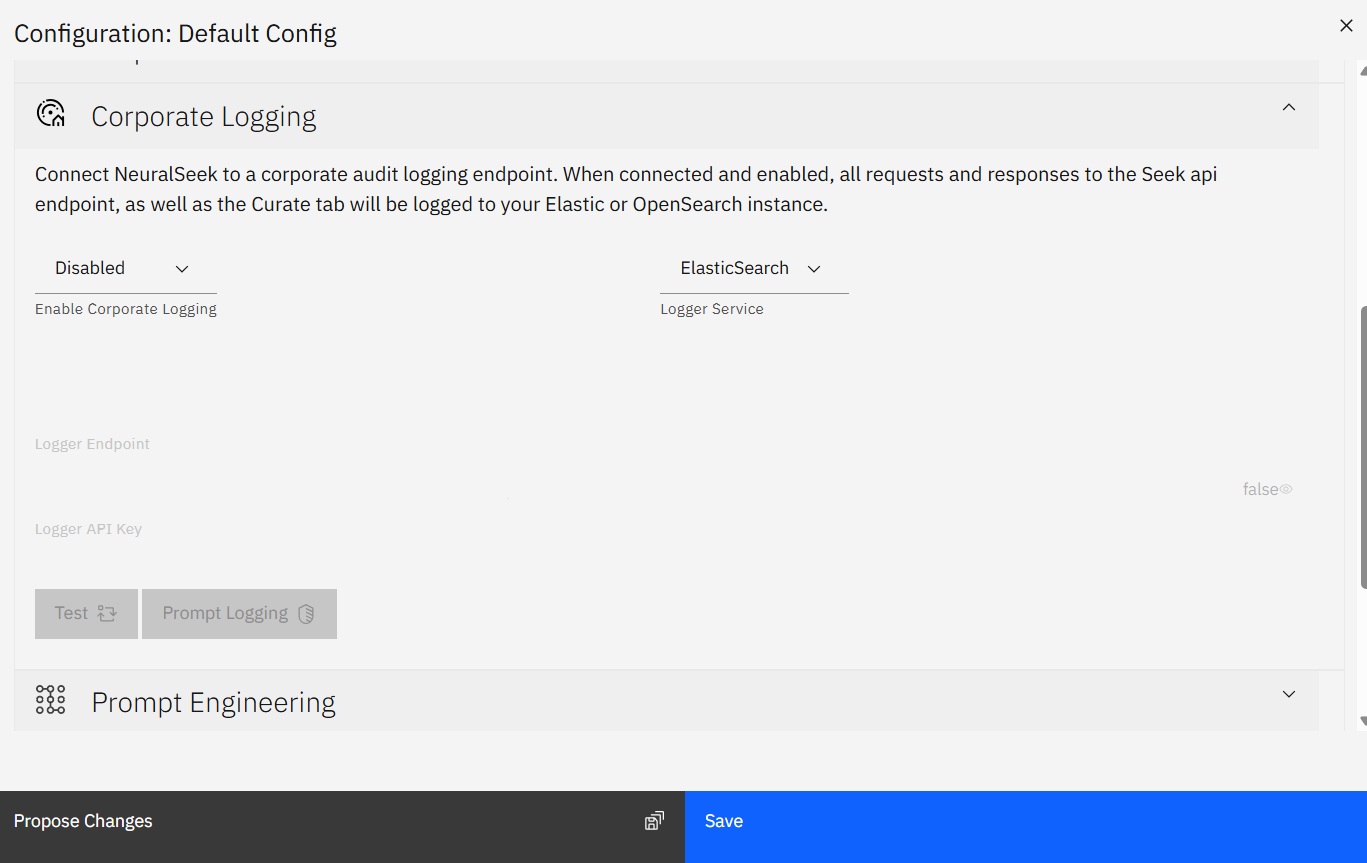 Configuration: Default Config
Corporate Logging
Connect NeuralSeek to a corporate audit logging endpoint. When connected and enabled, all requests and responses to the Seek api
endpoint, as well as the Curate tab will be logged to your Elastic or OpenSearch instance.
Disabled
ElasticSearch
Enable Corporate Logging
Logger Service
Logger Endpoint
false
Logger API Key
Test
Prompt Logging
Prompt Engineering
Propose Changes
Save